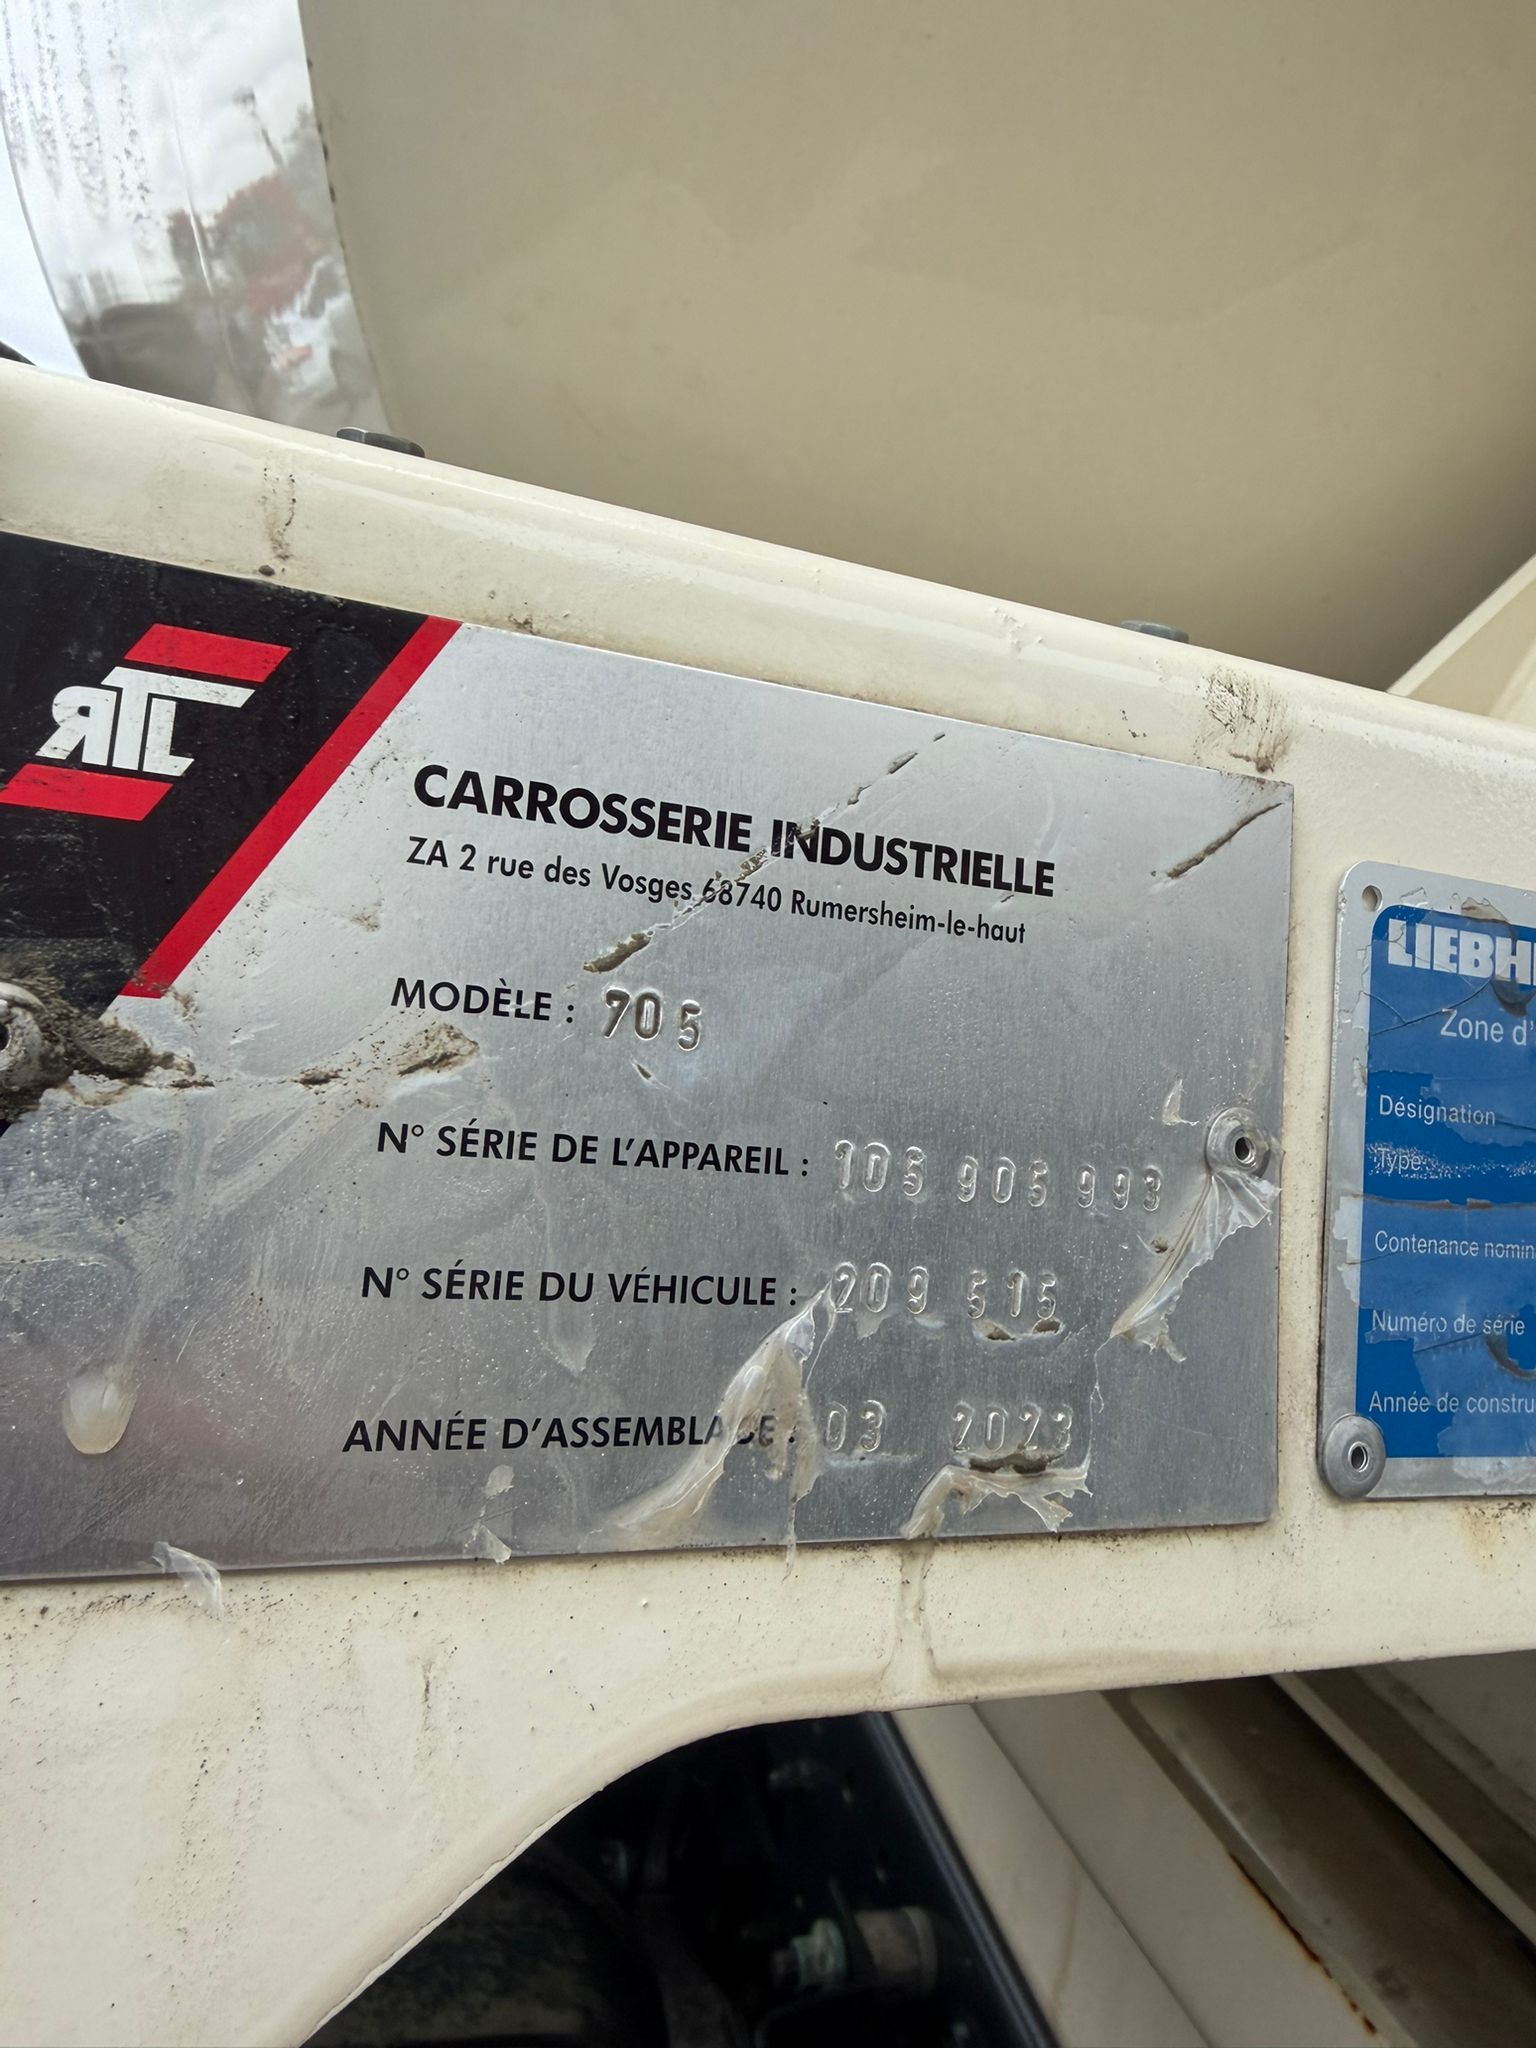 RTL
CARROSSERIE INDUSTRIELLE
ZA 2 rue des Vosges 68740 Rumersheim-le-haut
MODÈLE : 705
N° SÉRIE DE L'APPAREIL : 105 905 993
N° SÉRIE DU VÉHICULE : 209 515
ANNÉE D'ASSEMBLAGE : 03 2023
LIEBH
Zone d'
Désignation
Type
Contenance nomin
Numéro de série
Année de constru